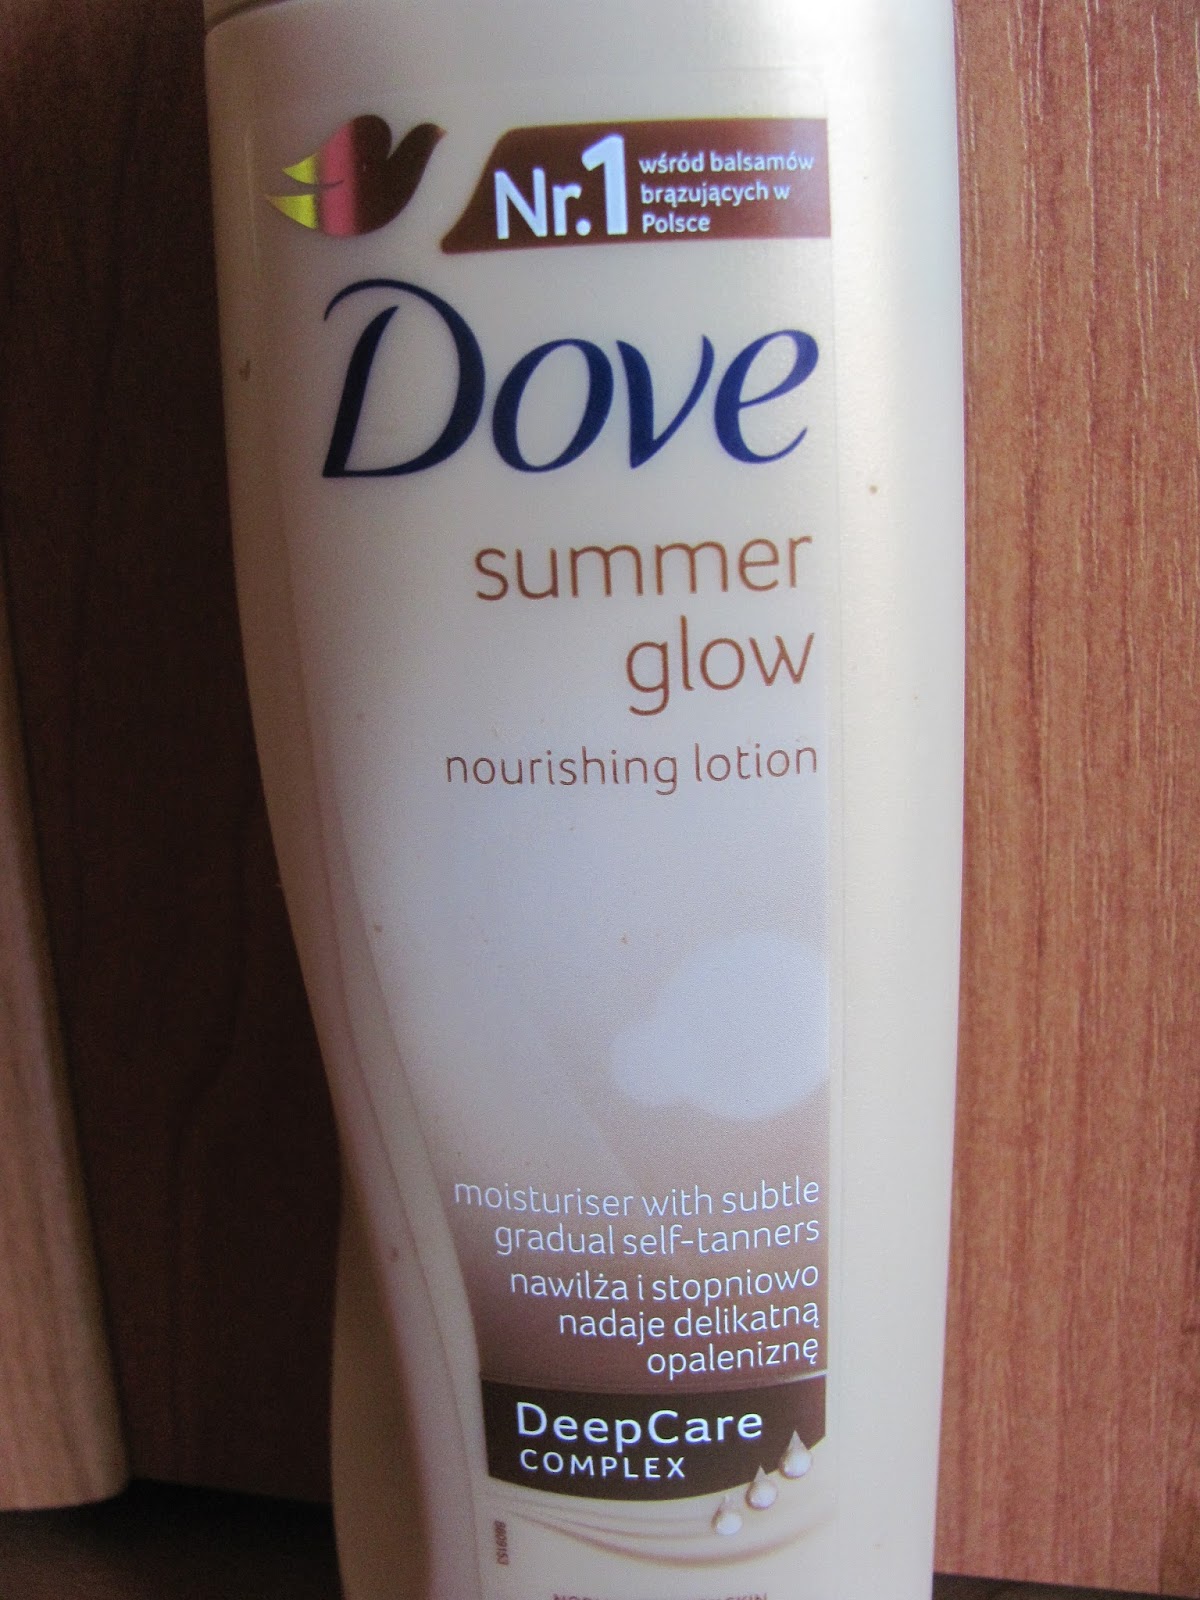 Nr.1
wśród balsamów
brązujących w
Polsce
Dove
summer
glow
nourishing lotion
moisturiser with subtle
gradual self-tanners
nawilża i stopniowo
nadaje delikatną
opaleniznę
DeepCare
COMPLEX